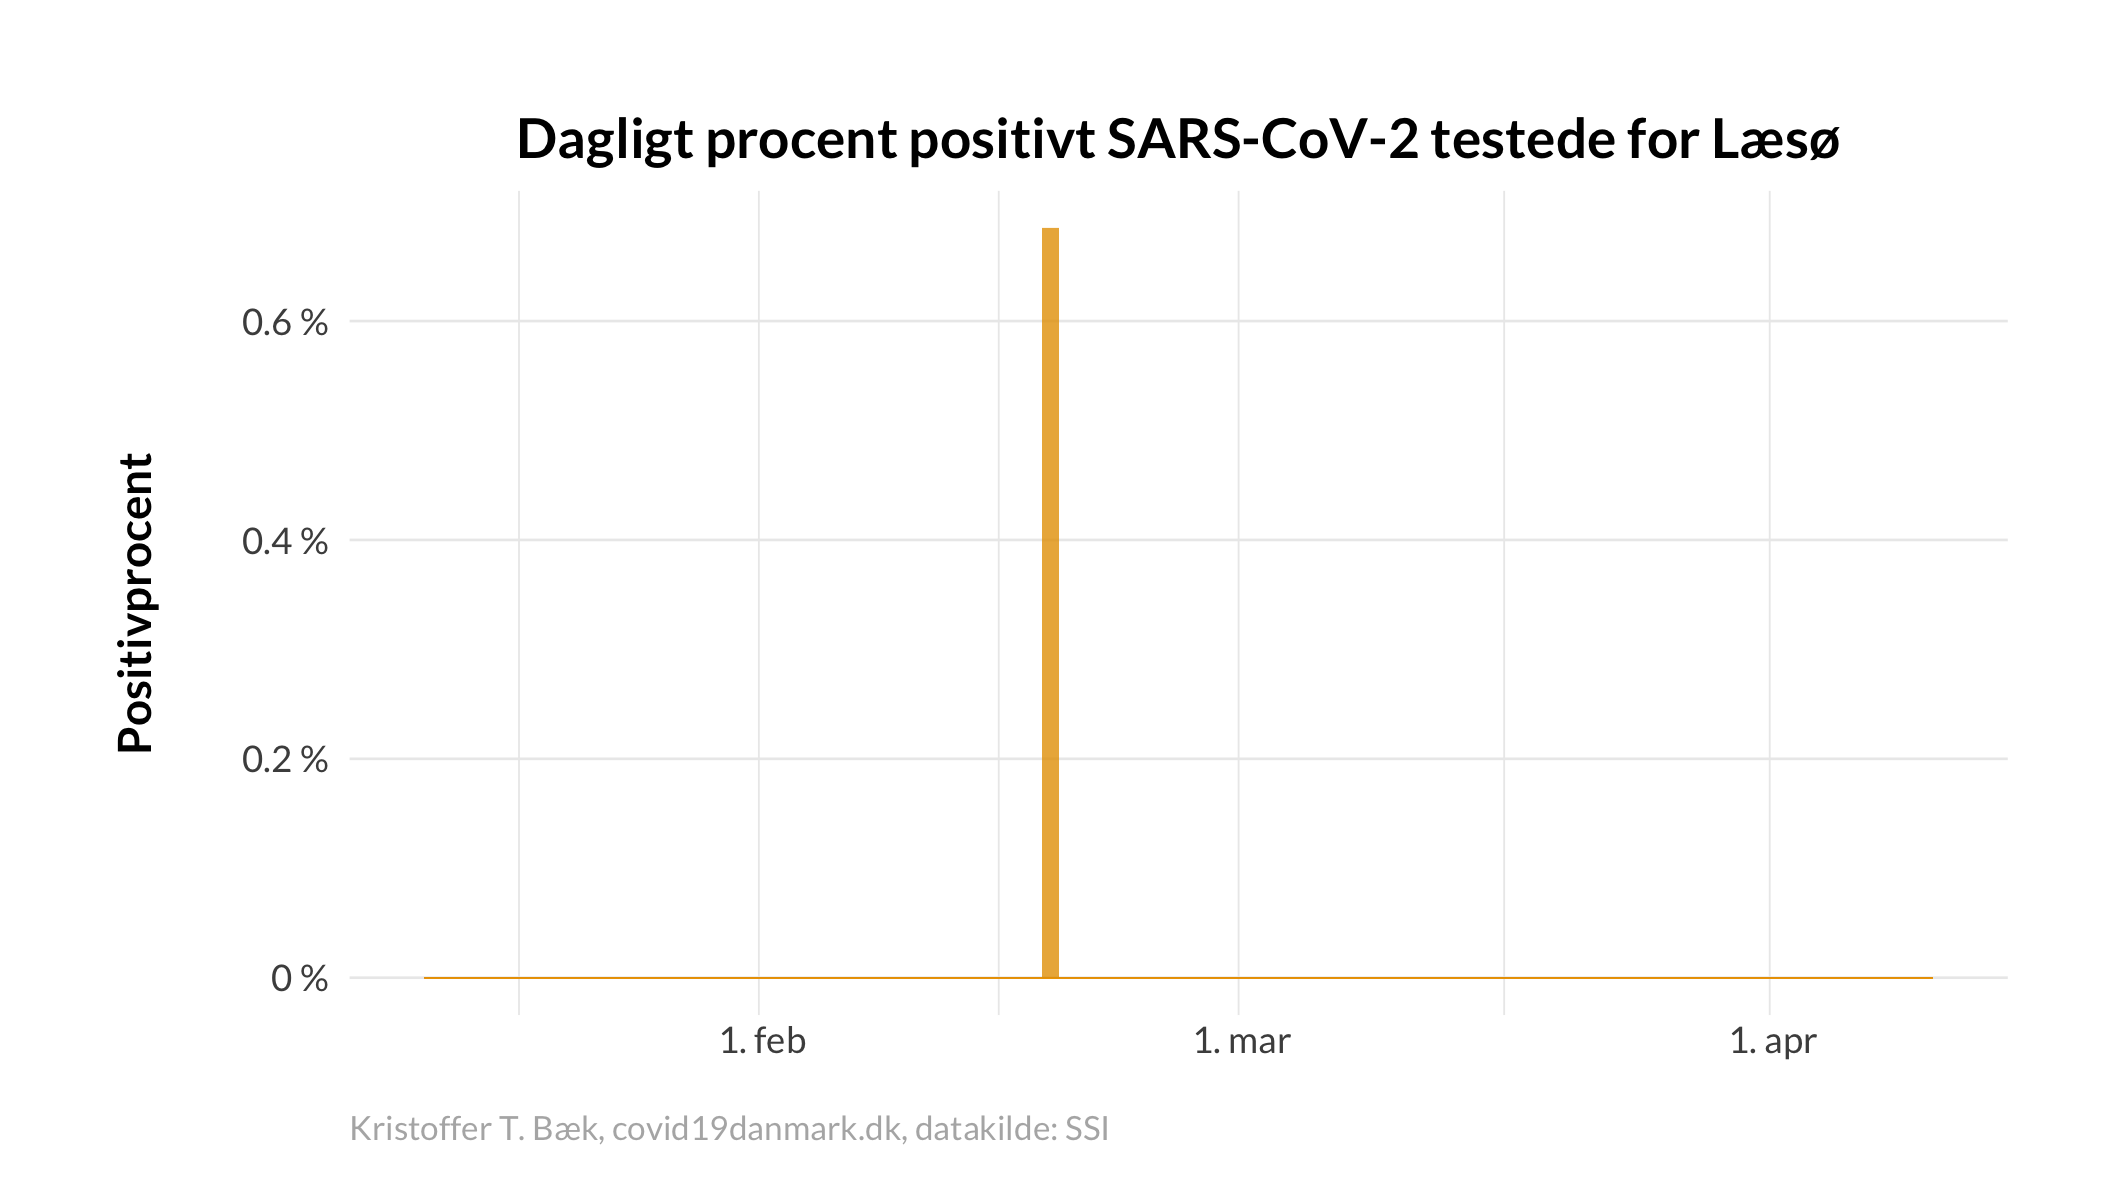 Dagligt procent positivt SARS-CoV-2 testede for Læsø
Positivprocent
0.6 %
0.4 %
0.2 %
0 %
1. feb
1. mar
1. apr
Kristoffer T. Bæk, covid19danmark.dk, datakilde: SSI